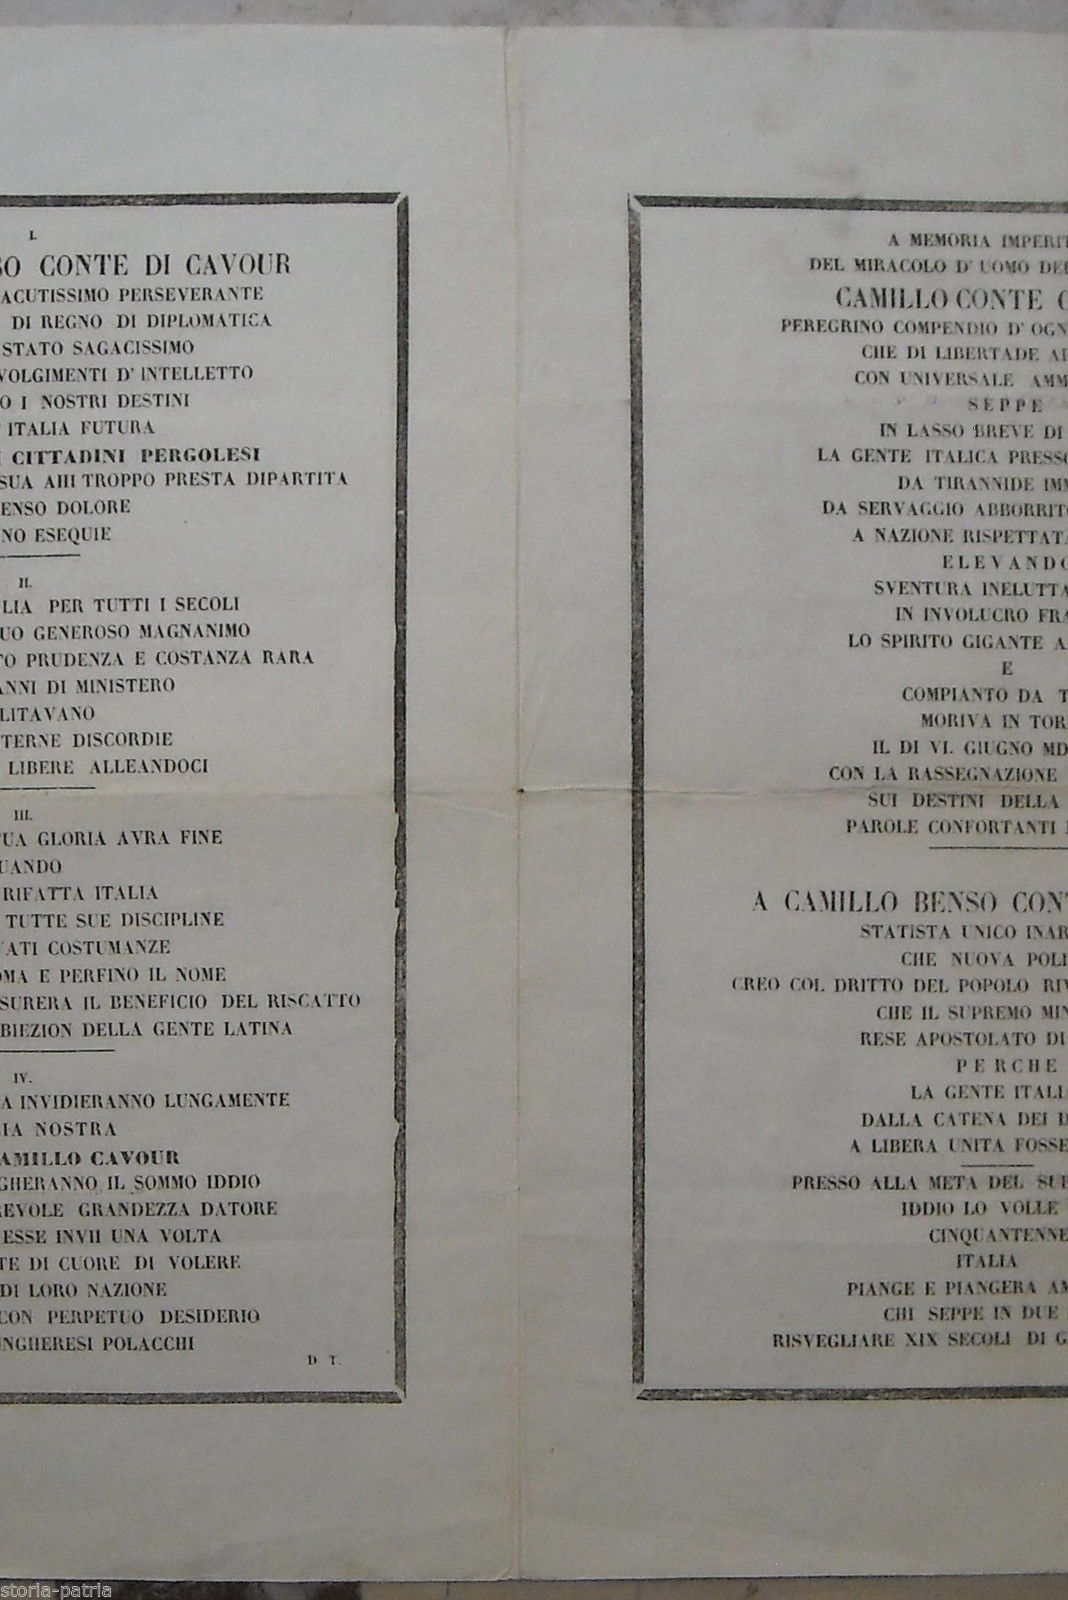 I.
SO CONTE DI CAVOUR
ACUTISSIMO PERSEVERANTE
DI REGNO DI DIPLOMATICA
STATO SAGACISSIMO
VOLGIMENTI D' INTELLETTO
O I NOSTRI DESTINI
ITALIA FUTURA
I CITTADINI PERGOLESI
SUA AHI TROPPO PRESTA DIPARTITA
ENSO DOLORE
NO ESEQUIE
II.
LIA PER TUTTI I SECOLI
UO GENEROSO MAGNANIMO
TO PRUDENZA E COSTANZA RARA
ANNI DI MINISTERO
LITAVANO
TERNE DISCORDIE
LIBERE ALLEANDOCI
III.
TUA GLORIA AVRA FINE
UANDO
RIFATTA ITALIA
TUTTE SUE DISCIPLINE
VATI COSTUMANZE
OMA E PERFINO IL NOME
SURERA IL BENEFICIO DEL RISCATTO
BIEZION DELLA GENTE LATINA
IV.
A INVIDIERANNO LUNGAMENTE
IA NOSTRA
AMILLO CAVOUR
GHERANNO IL SOMMO IDDIO
REVOLE GRANDEZZA DATORE
ESSE INVII UNA VOLTA
TE DI CUORE DI VOLERE
DI LORO NAZIONE
CON PERPETUO DESIDERIO
NGHERESI POLACCHI
D T.
A MEMORIA IMPERIT
DEL MIRACOLO D' UOMO DEL
CAMILLO CONTE C
PEREGRINO COMPENDIO D' OGN
CHE DI LIBERTADE A
CON UNIVERSALE AMM
SEPPE
IN LASSO BREVE DI
LA GENTE ITALICA PRESSO
DA TIRANNIDE IMM
DA SERVAGGIO ABBORRITO
A NAZIONE RISPETTATA
ELEVANDO
SVENTURA INELUTTA
IN INVOLUCRO FRA
LO SPIRITO GIGANTE A
E
COMPIANTO DA T
MORIVA IN TOR
IL DI VI. GIUGNO MD
CON LA RASSEGNAZIONE
SUI DESTINI DELLA
PAROLE CONFORTANTI
A CAMILLO BENSO CONT
STATISTA UNICO INAR
CHE NUOVA POLI
CREO COL DRITTO DEL POPOLO RIV
CHE IL SUPREMO MIN
RESE APOSTOLATO DI
PERCHE
LA GENTE ITALI
DALLA CATENA DEI D
A LIBERA UNITA FOSSE
PRESSO ALLA META DEL SU
IDDIO LO VOLLE
CINQUANTENNE
ITALIA
PIANGE E PIANGERA AM
CHI SEPPE IN DUE
RISVEGLIARE XIX SECOLI DI G
storia-patria